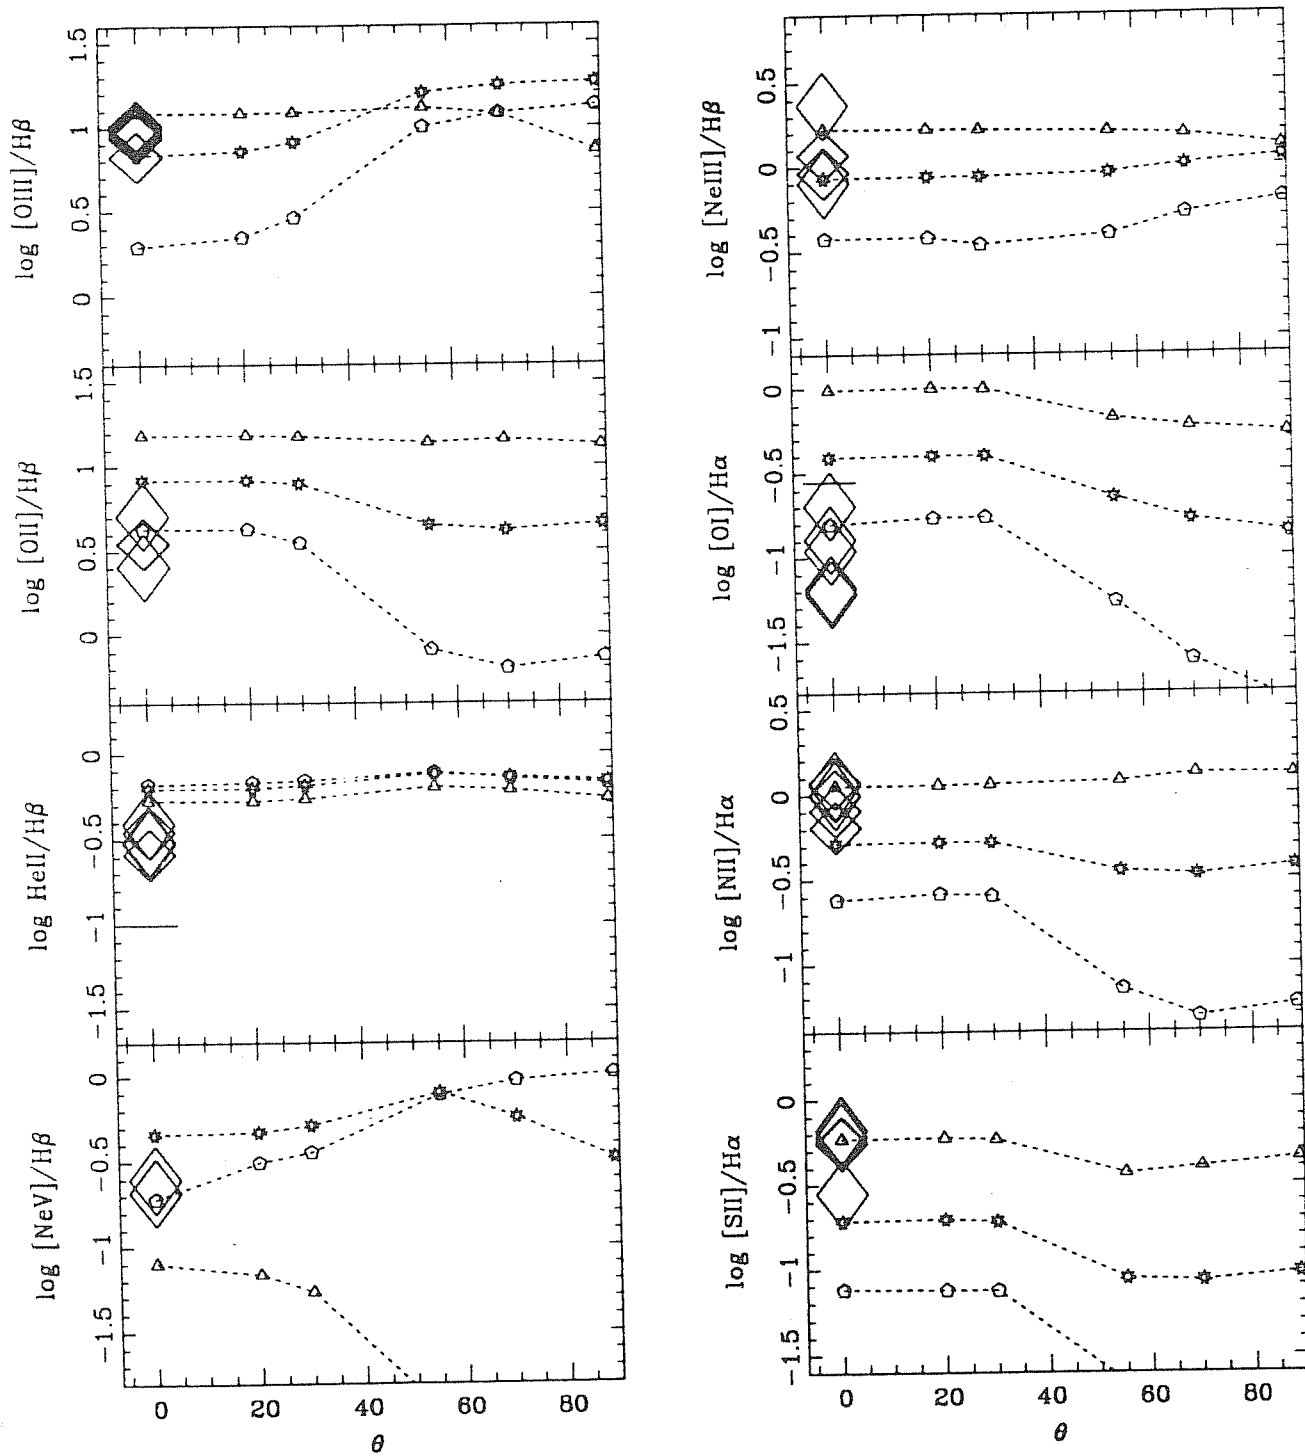 log [OIII]/Hβ
1.5
1
0.5
0
log [OII]/Hβ
1.5
1
0.5
0
log HeII/Hβ
0
−0.5
−1
−1.5
log [NeV]/Hβ
0
−0.5
−1
−1.5
0 20 40 60 80
θ
log [NeIII]/Hβ
0.5
0
−0.5
−1
log [OI]/Hα
0
−0.5
−1
−1.5
log [NII]/Hα
0.5
0
−0.5
−1
log [SII]/Hα
0
−0.5
−1
−1.5
0 20 40 60 80
θ